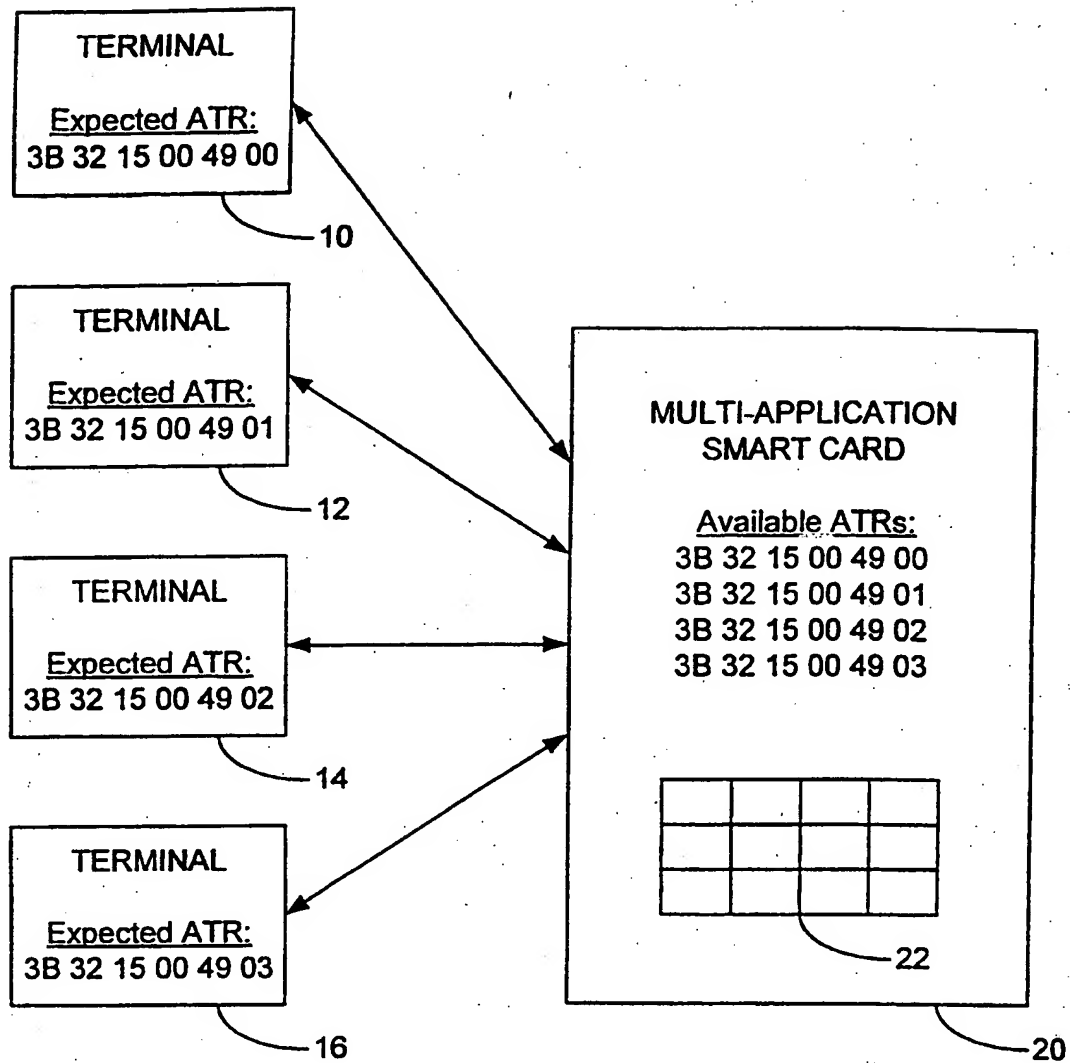 TERMINAL
Expected ATR:
3B 32 15 00 49 00
10
TERMINAL
Expected ATR:
3B 32 15 00 49 01
12
TERMINAL
Expected ATR:
3B 32 15 00 49 02
14
TERMINAL
Expected ATR:
3B 32 15 00 49 03
16
MULTI-APPLICATION
SMART CARD
Available ATRs:
3B 32 15 00 49 00
3B 32 15 00 49 01
3B 32 15 00 49 02
3B 32 15 00 49 03
22
20